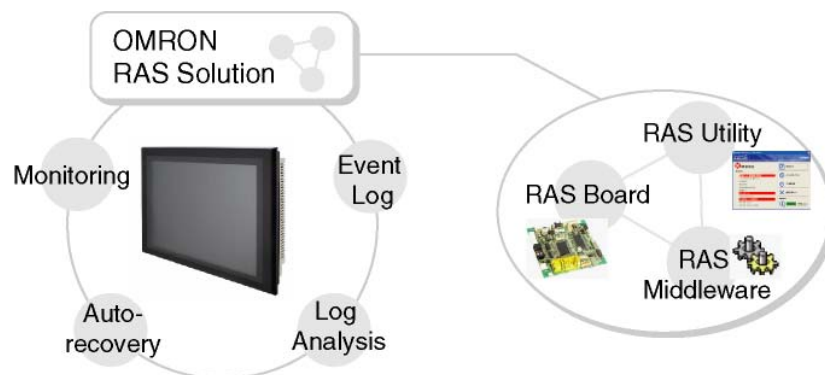 OMRON
RAS Solution
Monitoring
Event
Log
Auto-
recovery
Log
Analysis
RAS Utility
RAS Board
RAS
Middleware